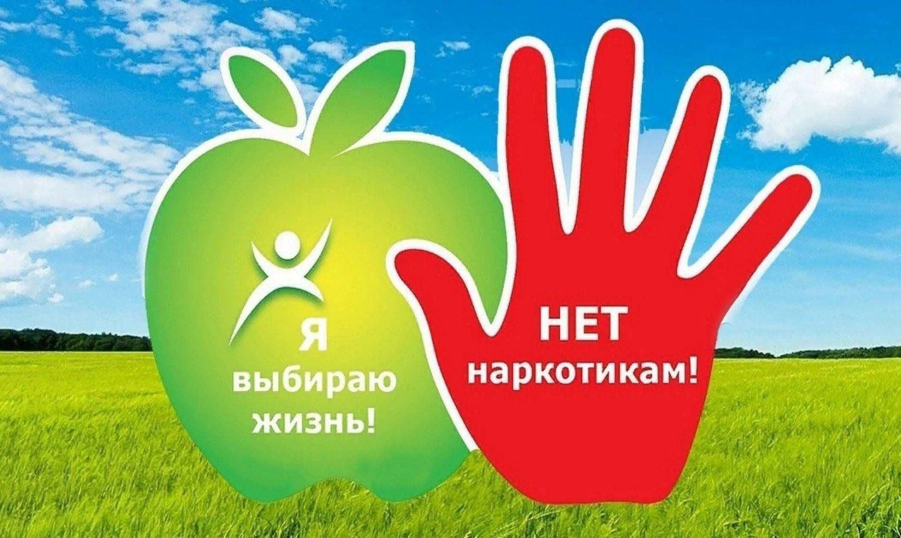 Я
выбираю
жизнь!
НЕТ
наркотикам!